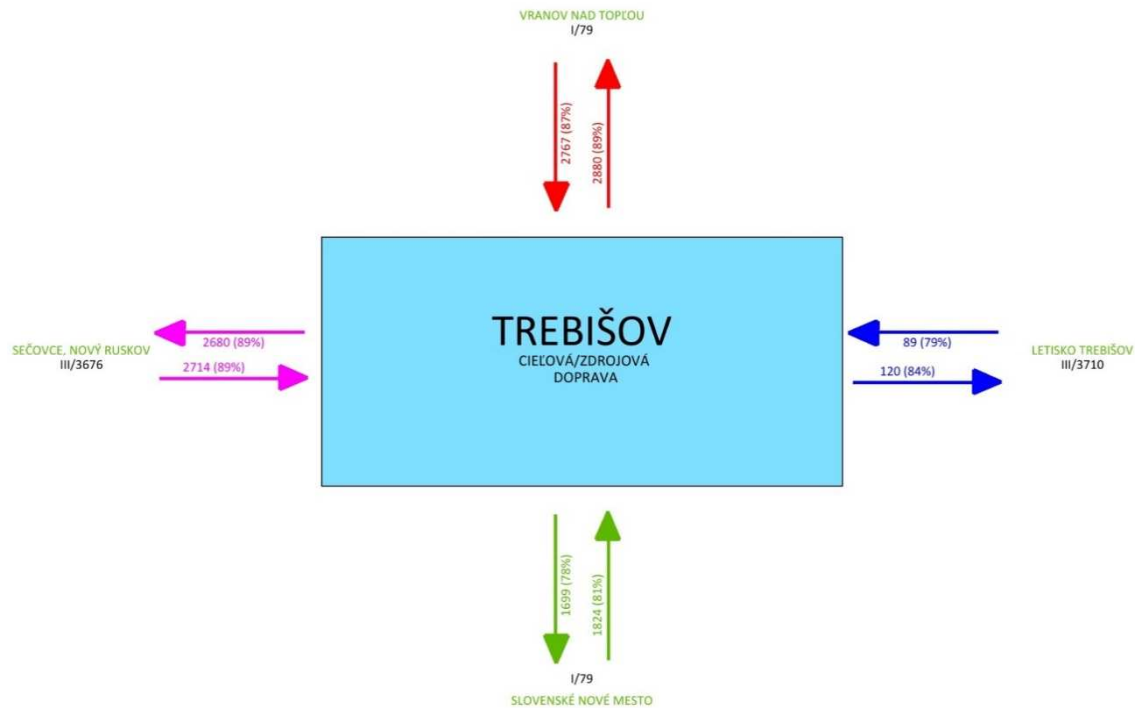 VRANOV NAD TOPĽOU
I/79
2767 (87%)
2880 (89%)
TREBIŠOV
CIEĽOVÁ/ZDROJOVÁ
DOPRAVA
2680 (89%)
SEČOVCE, NOVÝ RUSKOV
III/3676
2714 (89%)
89 (79%)
LETISKO TREBIŠOV
III/3710
120 (84%)
1699 (78%)
1824 (81%)
I/79
SLOVENSKÉ NOVÉ MESTO